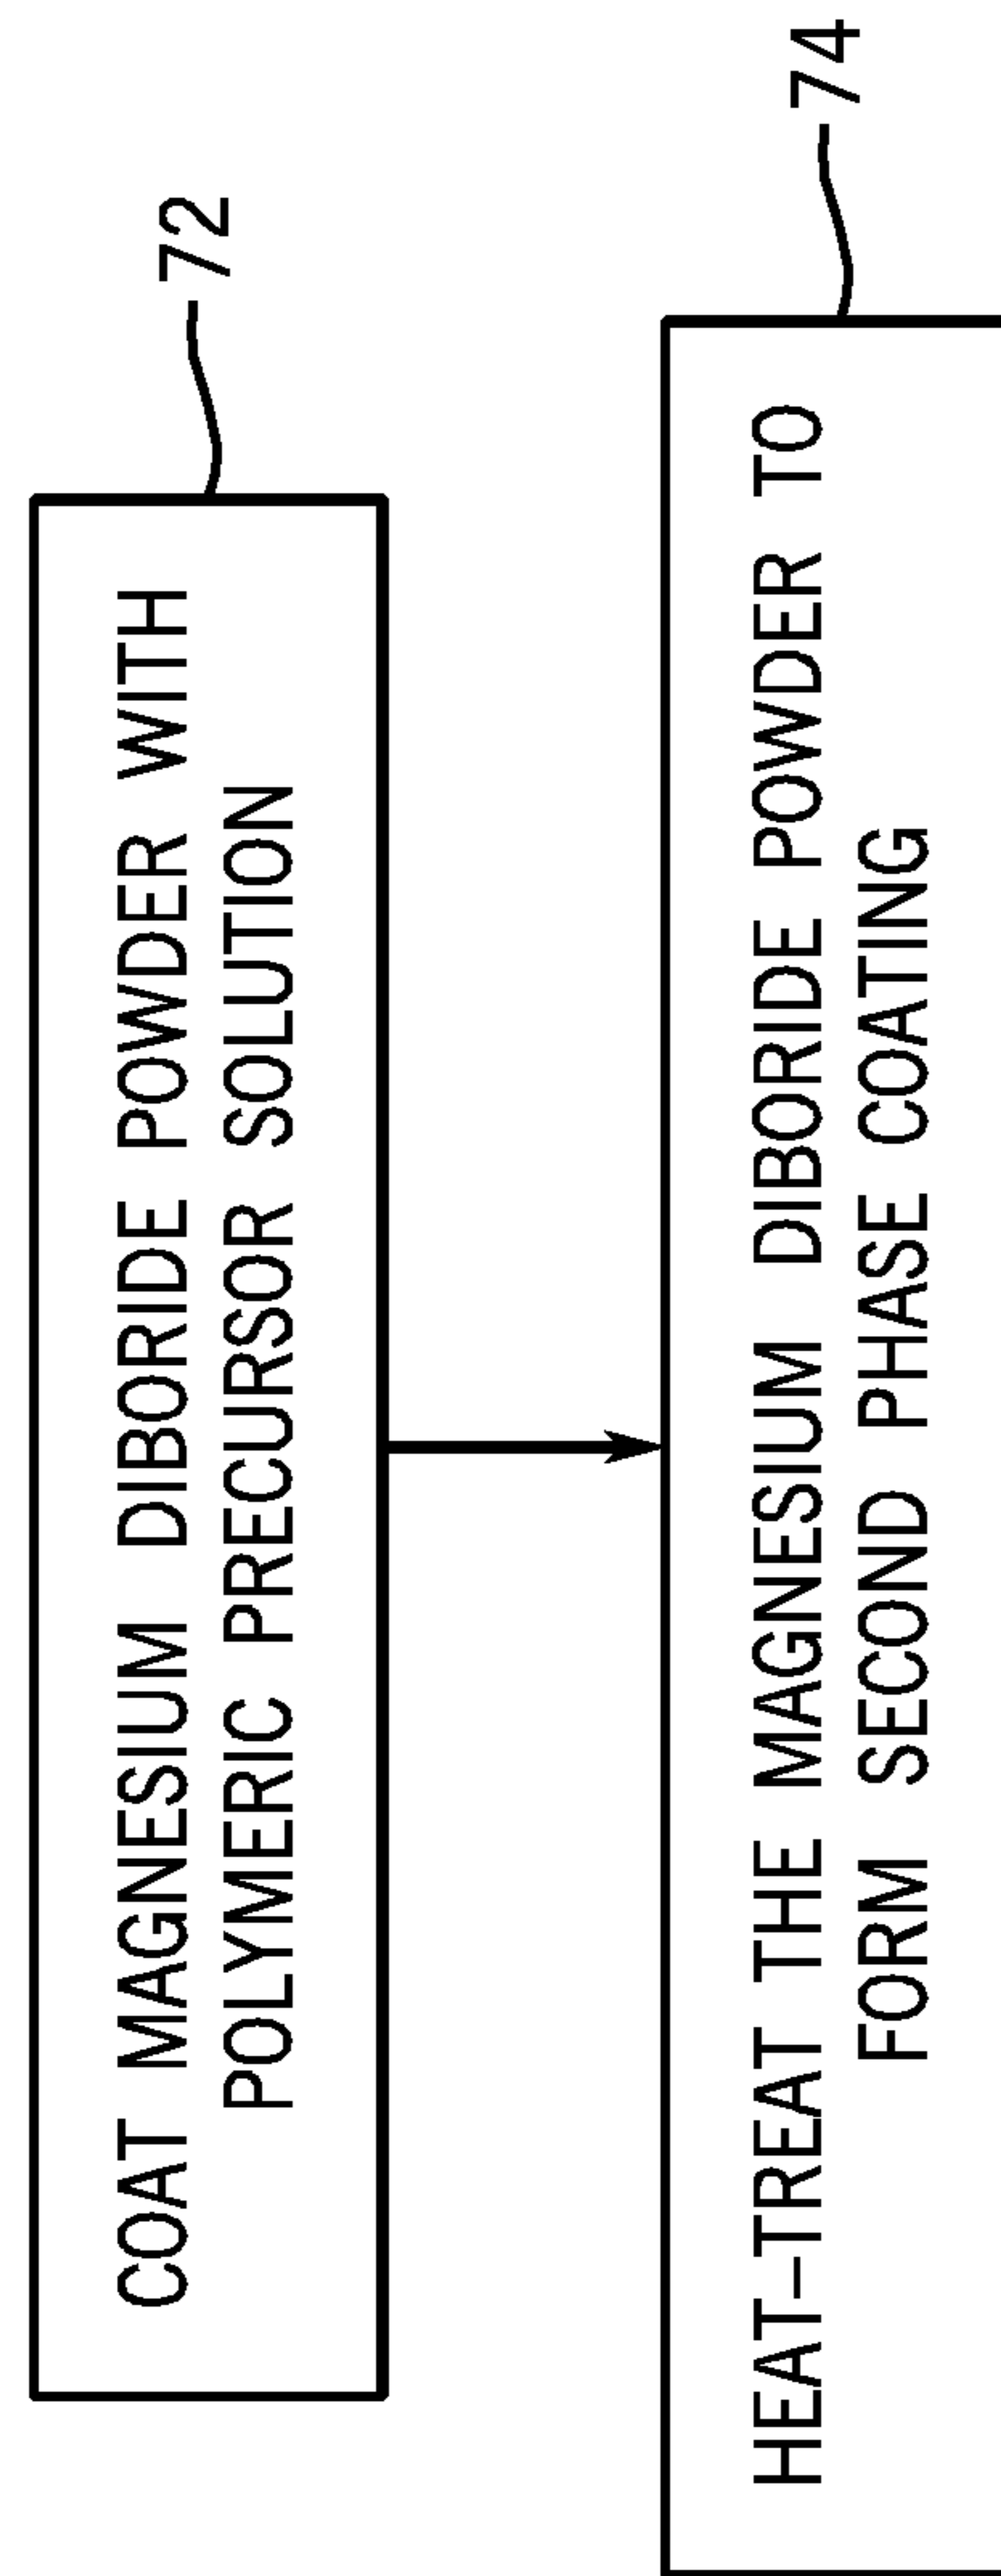 COAT MAGNESIUM DIBORIDE POWDER WITH
POLYMERIC PRECURSOR SOLUTION
72
HEAT-TREAT THE MAGNESIUM DIBORIDE POWDER TO
FORM SECOND PHASE COATING
74